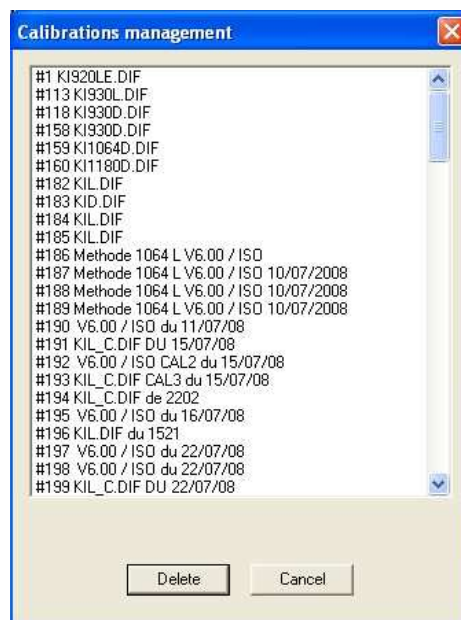 Calibrations management
#1 KI920LE.DIF
#113 KI930L.DIF
#118 KI930D.DIF
#158 KI930D.DIF
#159 KI1064D.DIF
#160 KI1180D.DIF
#182 KIL.DIF
#183 KID.DIF
#184 KIL.DIF
#185 KIL.DIF
#186 Methode 1064 L V6.00 / ISO
#187 Methode 1064 L V6.00 / ISO 10/07/2008
#188 Methode 1064 L V6.00 / ISO 10/07/2008
#189 Methode 1064 L V6.00 / ISO 10/07/2008
#190 V6.00 / ISO du 11/07/08
#191 KIL_C.DIF DU 15/07/08
#192 V6.00 / ISO CAL2 du 15/07/08
#193 KIL_C.DIF CAL3 du 15/07/08
#194 KIL_C.DIF de 2202
#195 V6.00 / ISO du 16/07/08
#196 KIL.DIF du 1521
#197 V6.00 / ISO du 22/07/08
#198 V6.00 / ISO du 22/07/08
#199 KIL_C.DIF DU 22/07/08
Delete Cancel